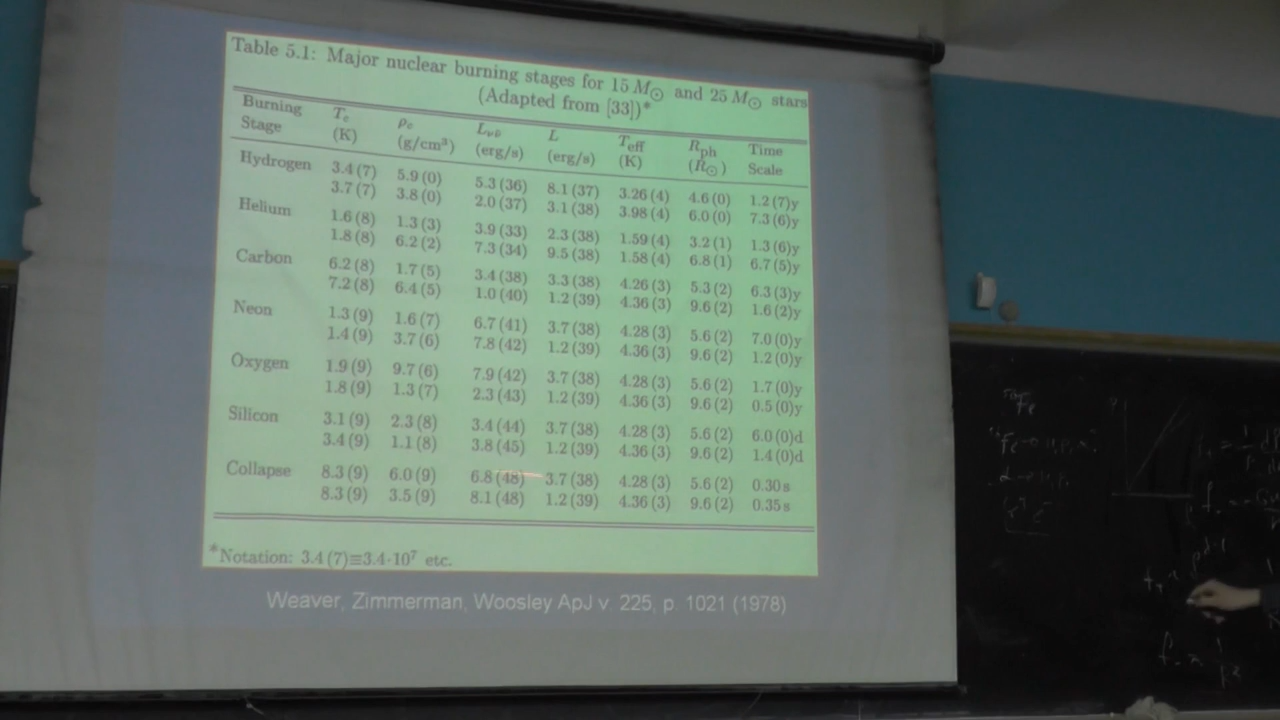 Table 5.1: Major nuclear burning stages for 15 M⊙ and 25 M⊙ stars
(Adapted from [33])*
Burning Stage T_c (K) ρ_c (g/cm³) L_νν̄ (erg/s) L (erg/s) T_eff (K) R_ph (R⊙) Time Scale
Hydrogen 3.4 (7) 5.9 (0) 5.3 (36) 8.1 (37) 3.26 (4) 4.6 (0) 1.2 (7)y
3.7 (7) 3.8 (0) 2.0 (37) 3.1 (38) 3.98 (4) 6.0 (0) 7.3 (6)y
Helium 1.6 (8) 1.3 (3) 3.9 (33) 2.3 (38) 1.59 (4) 3.2 (1) 1.3 (6)y
1.8 (8) 6.2 (2) 7.3 (34) 9.5 (38) 1.58 (4) 6.8 (1) 6.7 (5)y
Carbon 6.2 (8) 1.7 (5) 3.4 (38) 3.3 (38) 4.26 (3) 5.3 (2) 6.3 (3)y
7.2 (8) 6.4 (5) 1.0 (40) 1.2 (39) 4.36 (3) 9.6 (2) 1.6 (2)y
Neon 1.3 (9) 1.6 (7) 6.7 (41) 3.7 (38) 4.28 (3) 5.6 (2) 7.0 (0)y
1.4 (9) 3.7 (6) 7.8 (42) 1.2 (39) 4.36 (3) 9.6 (2) 1.2 (0)y
Oxygen 1.9 (9) 9.7 (6) 7.9 (42) 3.7 (38) 4.28 (3) 5.6 (2) 1.7 (0)y
1.8 (9) 1.3 (7) 2.3 (43) 1.2 (39) 4.36 (3) 9.6 (2) 0.5 (0)y
Silicon 3.1 (9) 2.3 (8) 3.4 (44) 3.7 (38) 4.28 (3) 5.6 (2) 6.0 (0)d
3.4 (9) 1.1 (8) 3.8 (45) 1.2 (39) 4.36 (3) 9.6 (2) 1.4 (0)d
Collapse 8.3 (9) 6.0 (9) 6.8 (48) 3.7 (38) 4.28 (3) 5.6 (2) 0.30 s
8.3 (9) 3.5 (9) 8.1 (48) 1.2 (39) 4.36 (3) 9.6 (2) 0.35 s
*Notation: 3.4 (7)≡3.4·10⁷ etc.
Weaver, Zimmerman, Woosley ApJ v. 225, p. 1021 (1978)